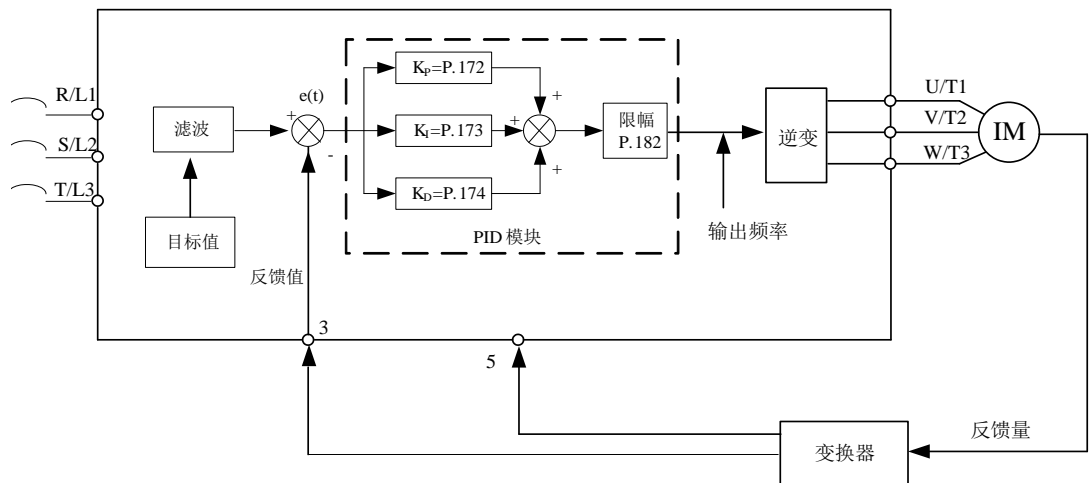 R/L1
S/L2
T/L3
滤波
目标值
e(t)
+
-
反馈值
K_P=P.172
K_I=P.173
K_D=P.174
+
+
+
限幅
P.182
PID 模块
输出频率
逆变
U/T1
V/T2
W/T3
IM
3
5
反馈量
变换器